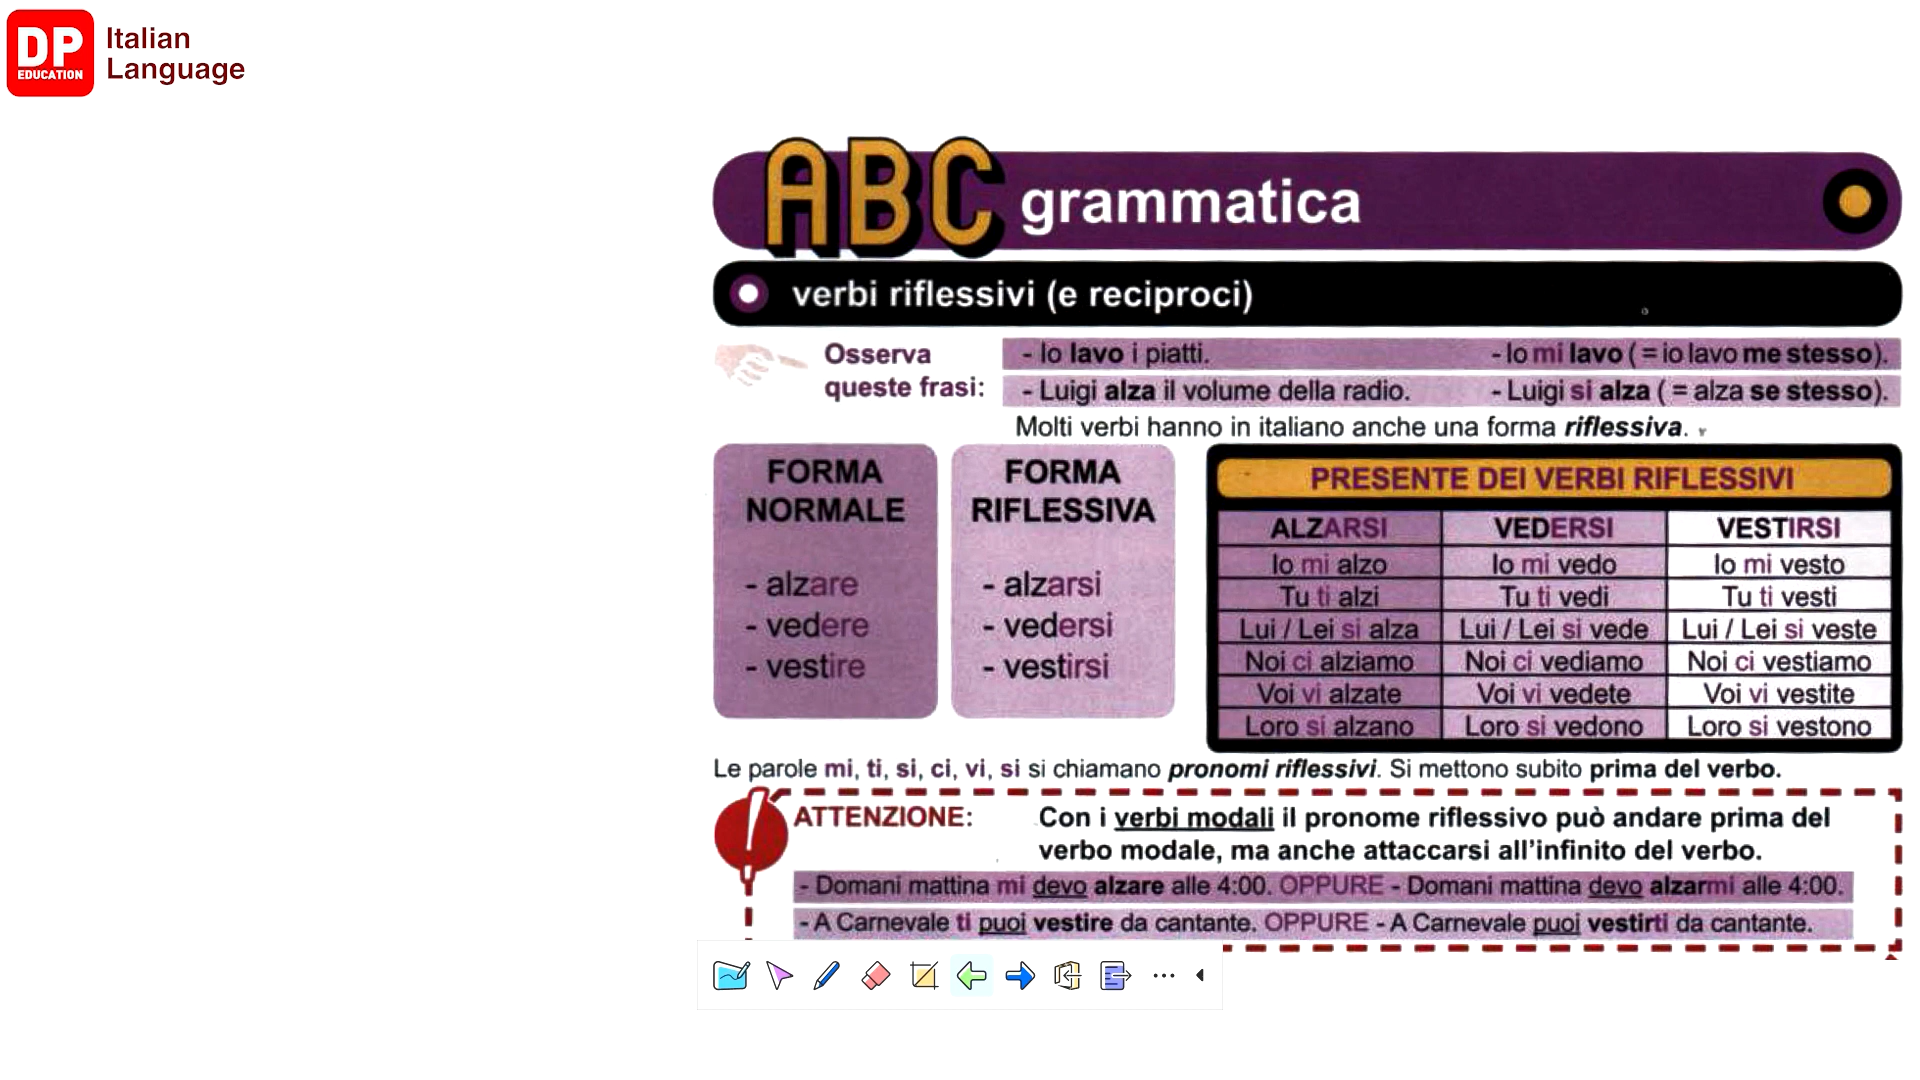 DP
EDUCATION
Italian
Language
ABC grammatica
verbi riflessivi (e reciproci)
Osserva
queste frasi:
- Io lavo i piatti. - Io mi lavo ( = io lavo me stesso).
- Luigi alza il volume della radio. - Luigi si alza ( = alza se stesso).
Molti verbi hanno in italiano anche una forma riflessiva.
FORMA
NORMALE
- alzare
- vedere
- vestire
FORMA
RIFLESSIVA
- alzarsi
- vedersi
- vestirsi
PRESENTE DEI VERBI RIFLESSIVI
ALZARSI VEDERSI VESTIRSI
Io mi alzo Io mi vedo Io mi vesto
Tu ti alzi Tu ti vedi Tu ti vesti
Lui / Lei si alza Lui / Lei si vede Lui / Lei si veste
Noi ci alziamo Noi ci vediamo Noi ci vestiamo
Voi vi alzate Voi vi vedete Voi vi vestite
Loro si alzano Loro si vedono Loro si vestono
Le parole mi, ti, si, ci, vi, si si chiamano pronomi riflessivi. Si mettono subito prima del verbo.
ATTENZIONE: Con i verbi modali il pronome riflessivo può andare prima del
verbo modale, ma anche attaccarsi all'infinito del verbo.
- Domani mattina mi devo alzare alle 4:00. OPPURE - Domani mattina devo alzarmi alle 4:00.
- A Carnevale ti puoi vestire da cantante. OPPURE - A Carnevale puoi vestirti da cantante.